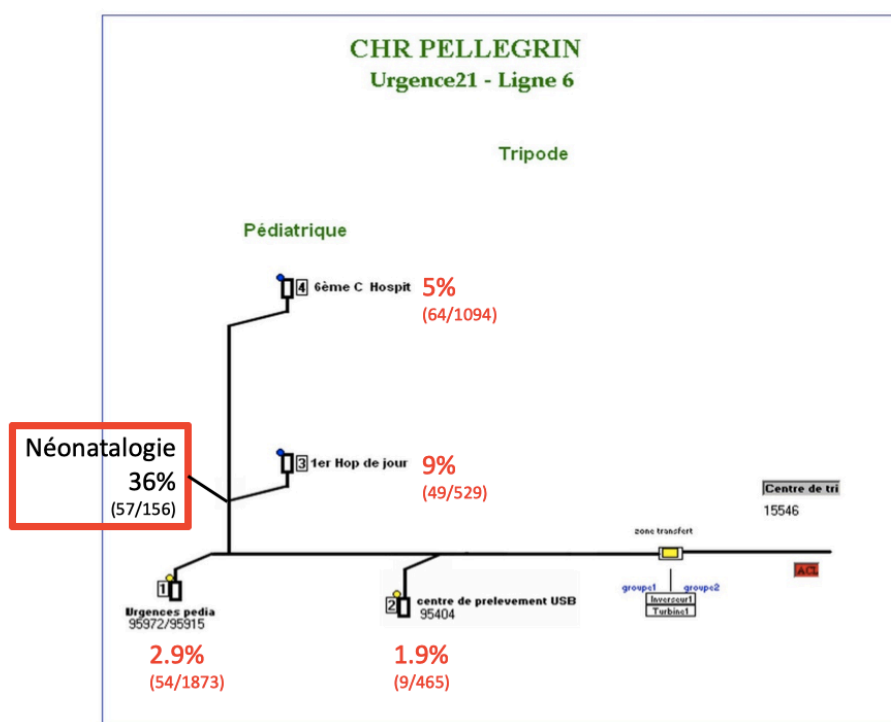 CHR PELLEGRIN
Urgence21 - Ligne 6
Tripode
Pédiatrique
4 6ème C Hospit 5%
(64/1094)
Néonatalogie
36%
(57/156)
3 1er Hop de jour 9%
(49/529)
Centre de tri
15546
zone transfert
ACL
1
Urgences pedia
95972/95915
2 centre de prelevement USB
95404
groupe1 groupe2
Inverseur1
Turbine1
2.9%
(54/1873)
1.9%
(9/465)